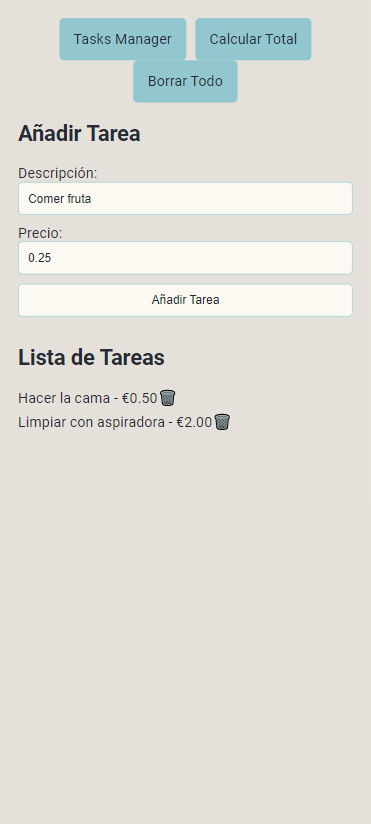 Tasks Manager Calcular Total
Borrar Todo
Añadir Tarea
Descripción:
Comer fruta
Precio:
0.25
Añadir Tarea
Lista de Tareas
Hacer la cama - €0.50
Limpiar con aspiradora - €2.00